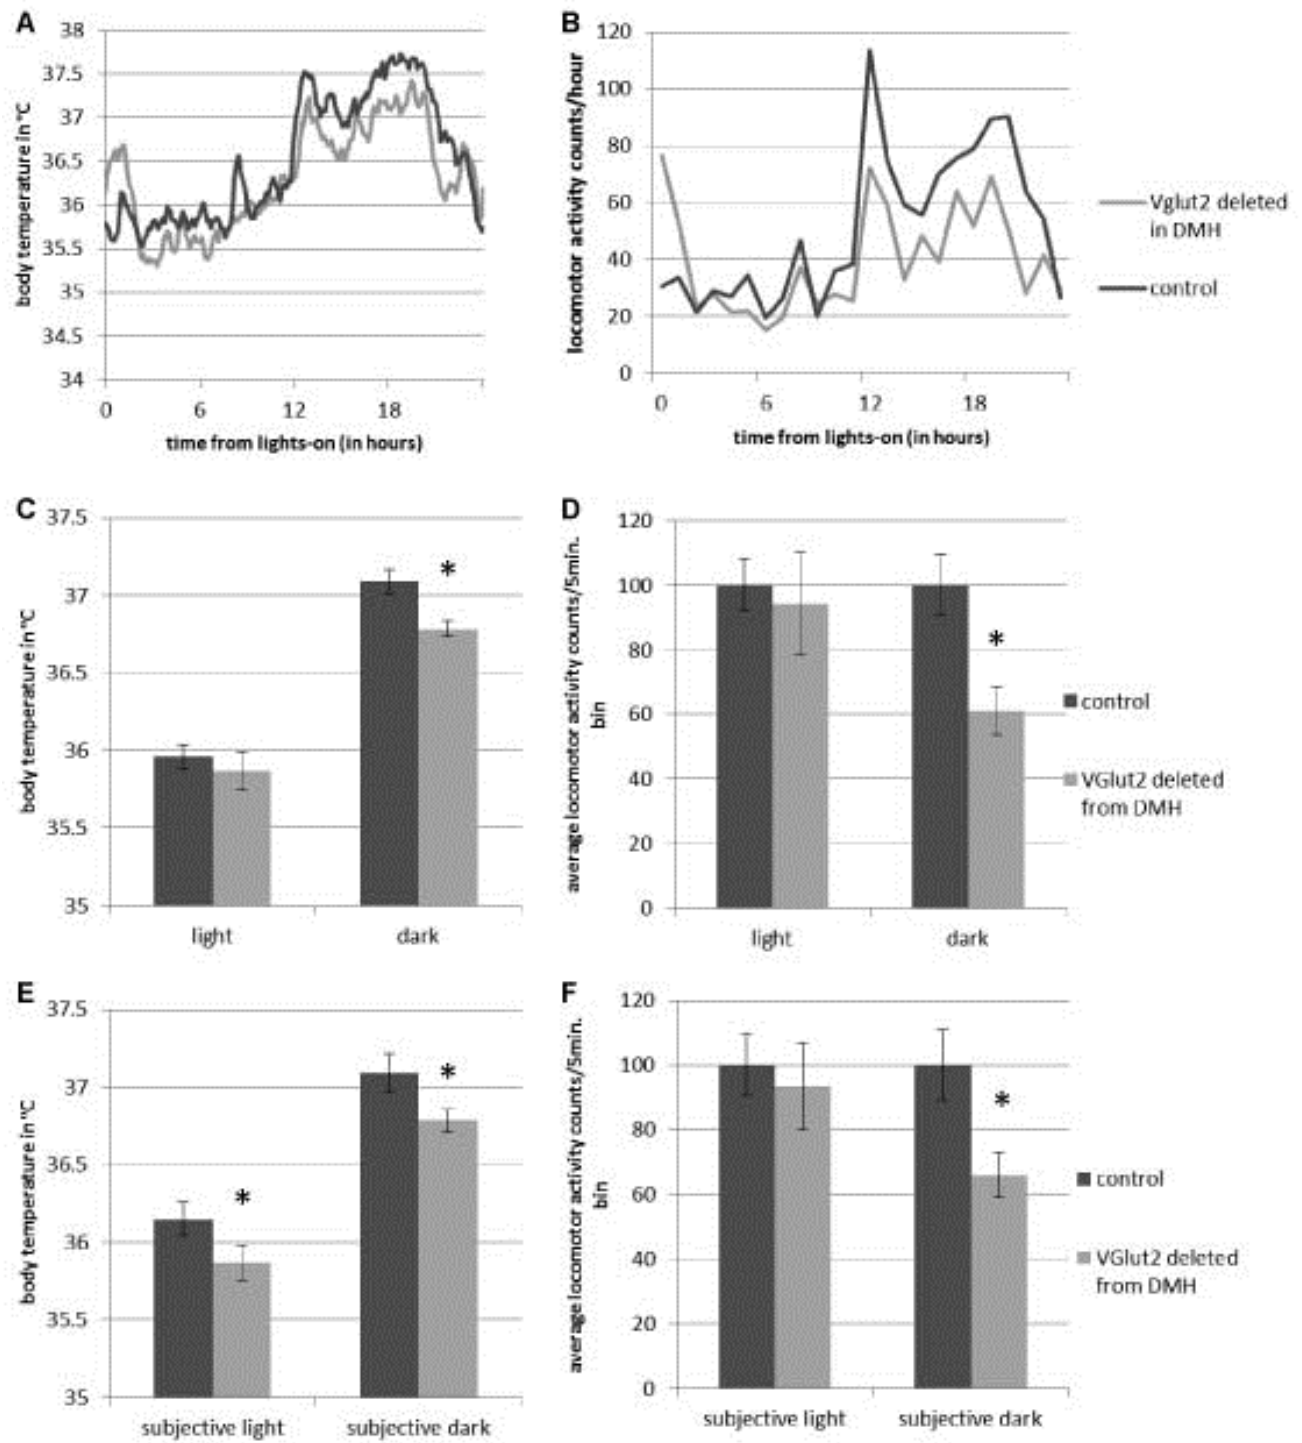 A
body temperature in °C
38
37.5
37
36.5
36
35.5
35
34.5
34
0 6 12 18
time from lights-on (in hours)
B
locomotor activity counts/hour
120
100
80
60
40
20
0
0 6 12 18
time from lights-on (in hours)
Vglut2 deleted
in DMH
control
C
body temperature in °C
37.5
37
36.5
36
35.5
35
*
light dark
D
average locomotor activity counts/5min.
bin
120
100
80
60
40
20
0
*
light dark
control
VGlut2 deleted
from DMH
E
body temperature in °C
37.5
37
36.5
36
35.5
35
* *
subjective light subjective dark
F
average locomotor activity counts/5min.
bin
120
100
80
60
40
20
0
*
subjective light subjective dark
control
VGlut2 deleted
from DMH